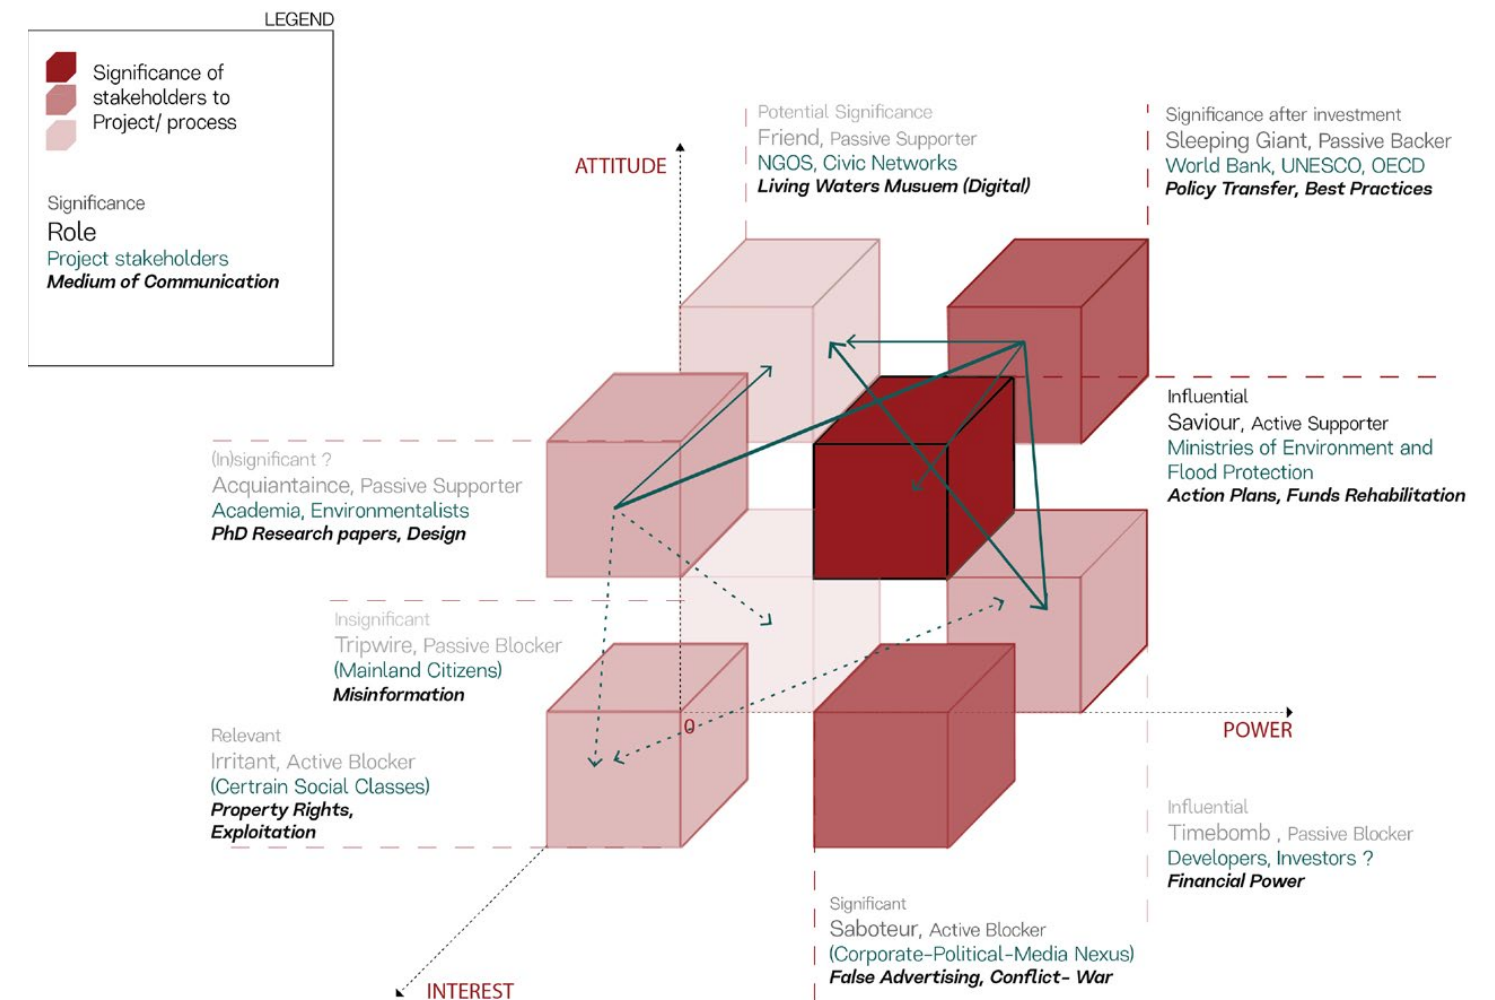 LEGEND
Significance of
stakeholders to
Project/ process
Significance
Role
Project stakeholders
Medium of Communication
ATTITUDE
Potential Significance
Friend, Passive Supporter
NGOS, Civic Networks
Living Waters Musuem (Digital)
Significance after investment
Sleeping Giant, Passive Backer
World Bank, UNESCO, OECD
Policy Transfer, Best Practices
Influential
Saviour, Active Supporter
Ministries of Environment and
Flood Protection
Action Plans, Funds Rehabilitation
(In)significant ?
Acquiantaince, Passive Supporter
Academia, Environmentalists
PhD Research papers, Design
Insignificant
Tripwire, Passive Blocker
(Mainland Citizens)
Misinformation
Relevant
Irritant, Active Blocker
(Certrain Social Classes)
Property Rights,
Exploitation
0
POWER
Influential
Timebomb , Passive Blocker
Developers, Investors ?
Financial Power
Significant
Saboteur, Active Blocker
(Corporate-Political-Media Nexus)
False Advertising, Conflict- War
INTEREST